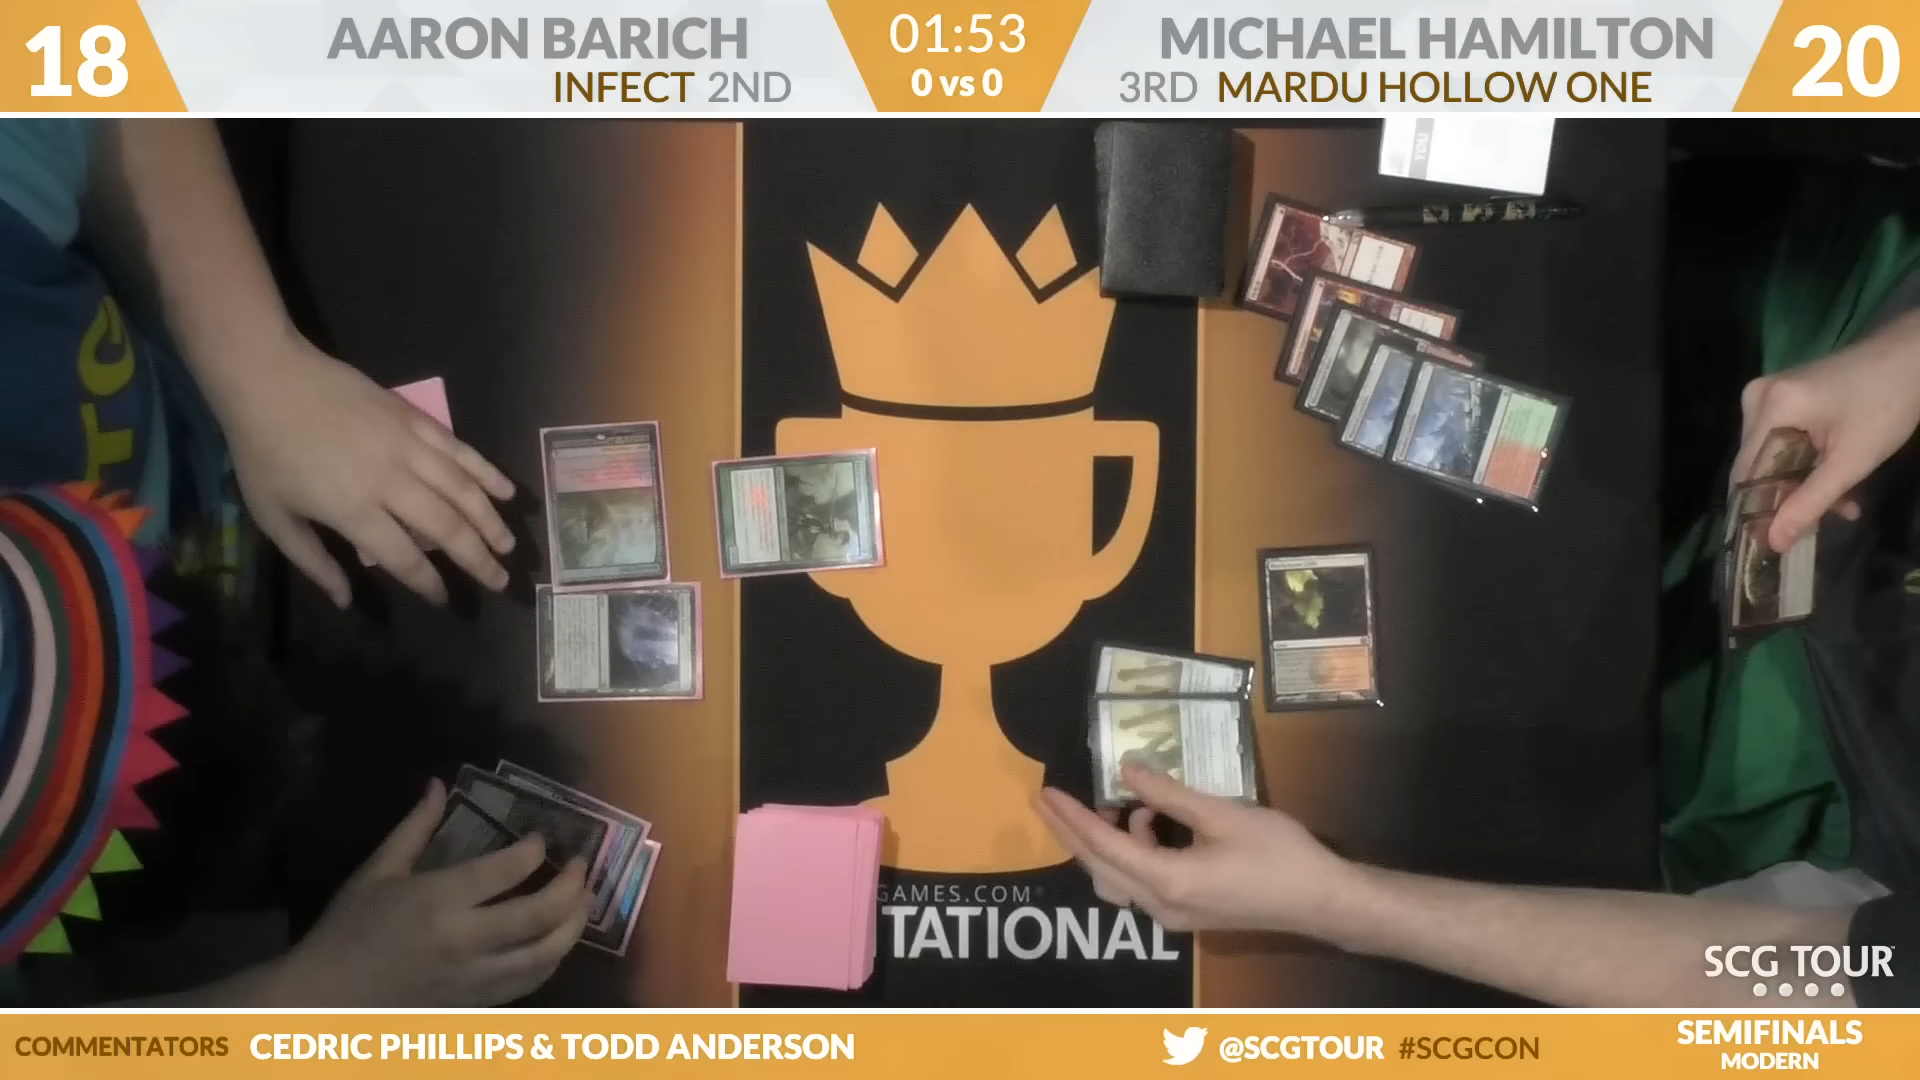 18
AARON BARICH
INFECT 2ND
01:53
0 vs 0
MICHAEL HAMILTON
3RD MARDU HOLLOW ONE
20
YOU
GAMES.COM
TATIONAL
SCG TOUR
COMMENTATORS CEDRIC PHILLIPS & TODD ANDERSON
@SCGTOUR #SCGCON
SEMIFINALS
MODERN